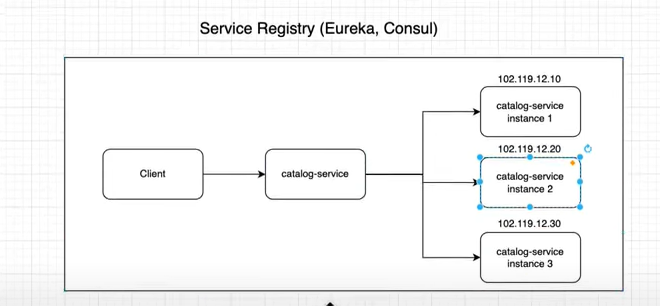 Service Registry (Eureka, Consul)
102.119.12.10
catalog-service
instance 1
Client
catalog-service
102.119.12.20
catalog-service
instance 2
102.119.12.30
catalog-service
instance 3